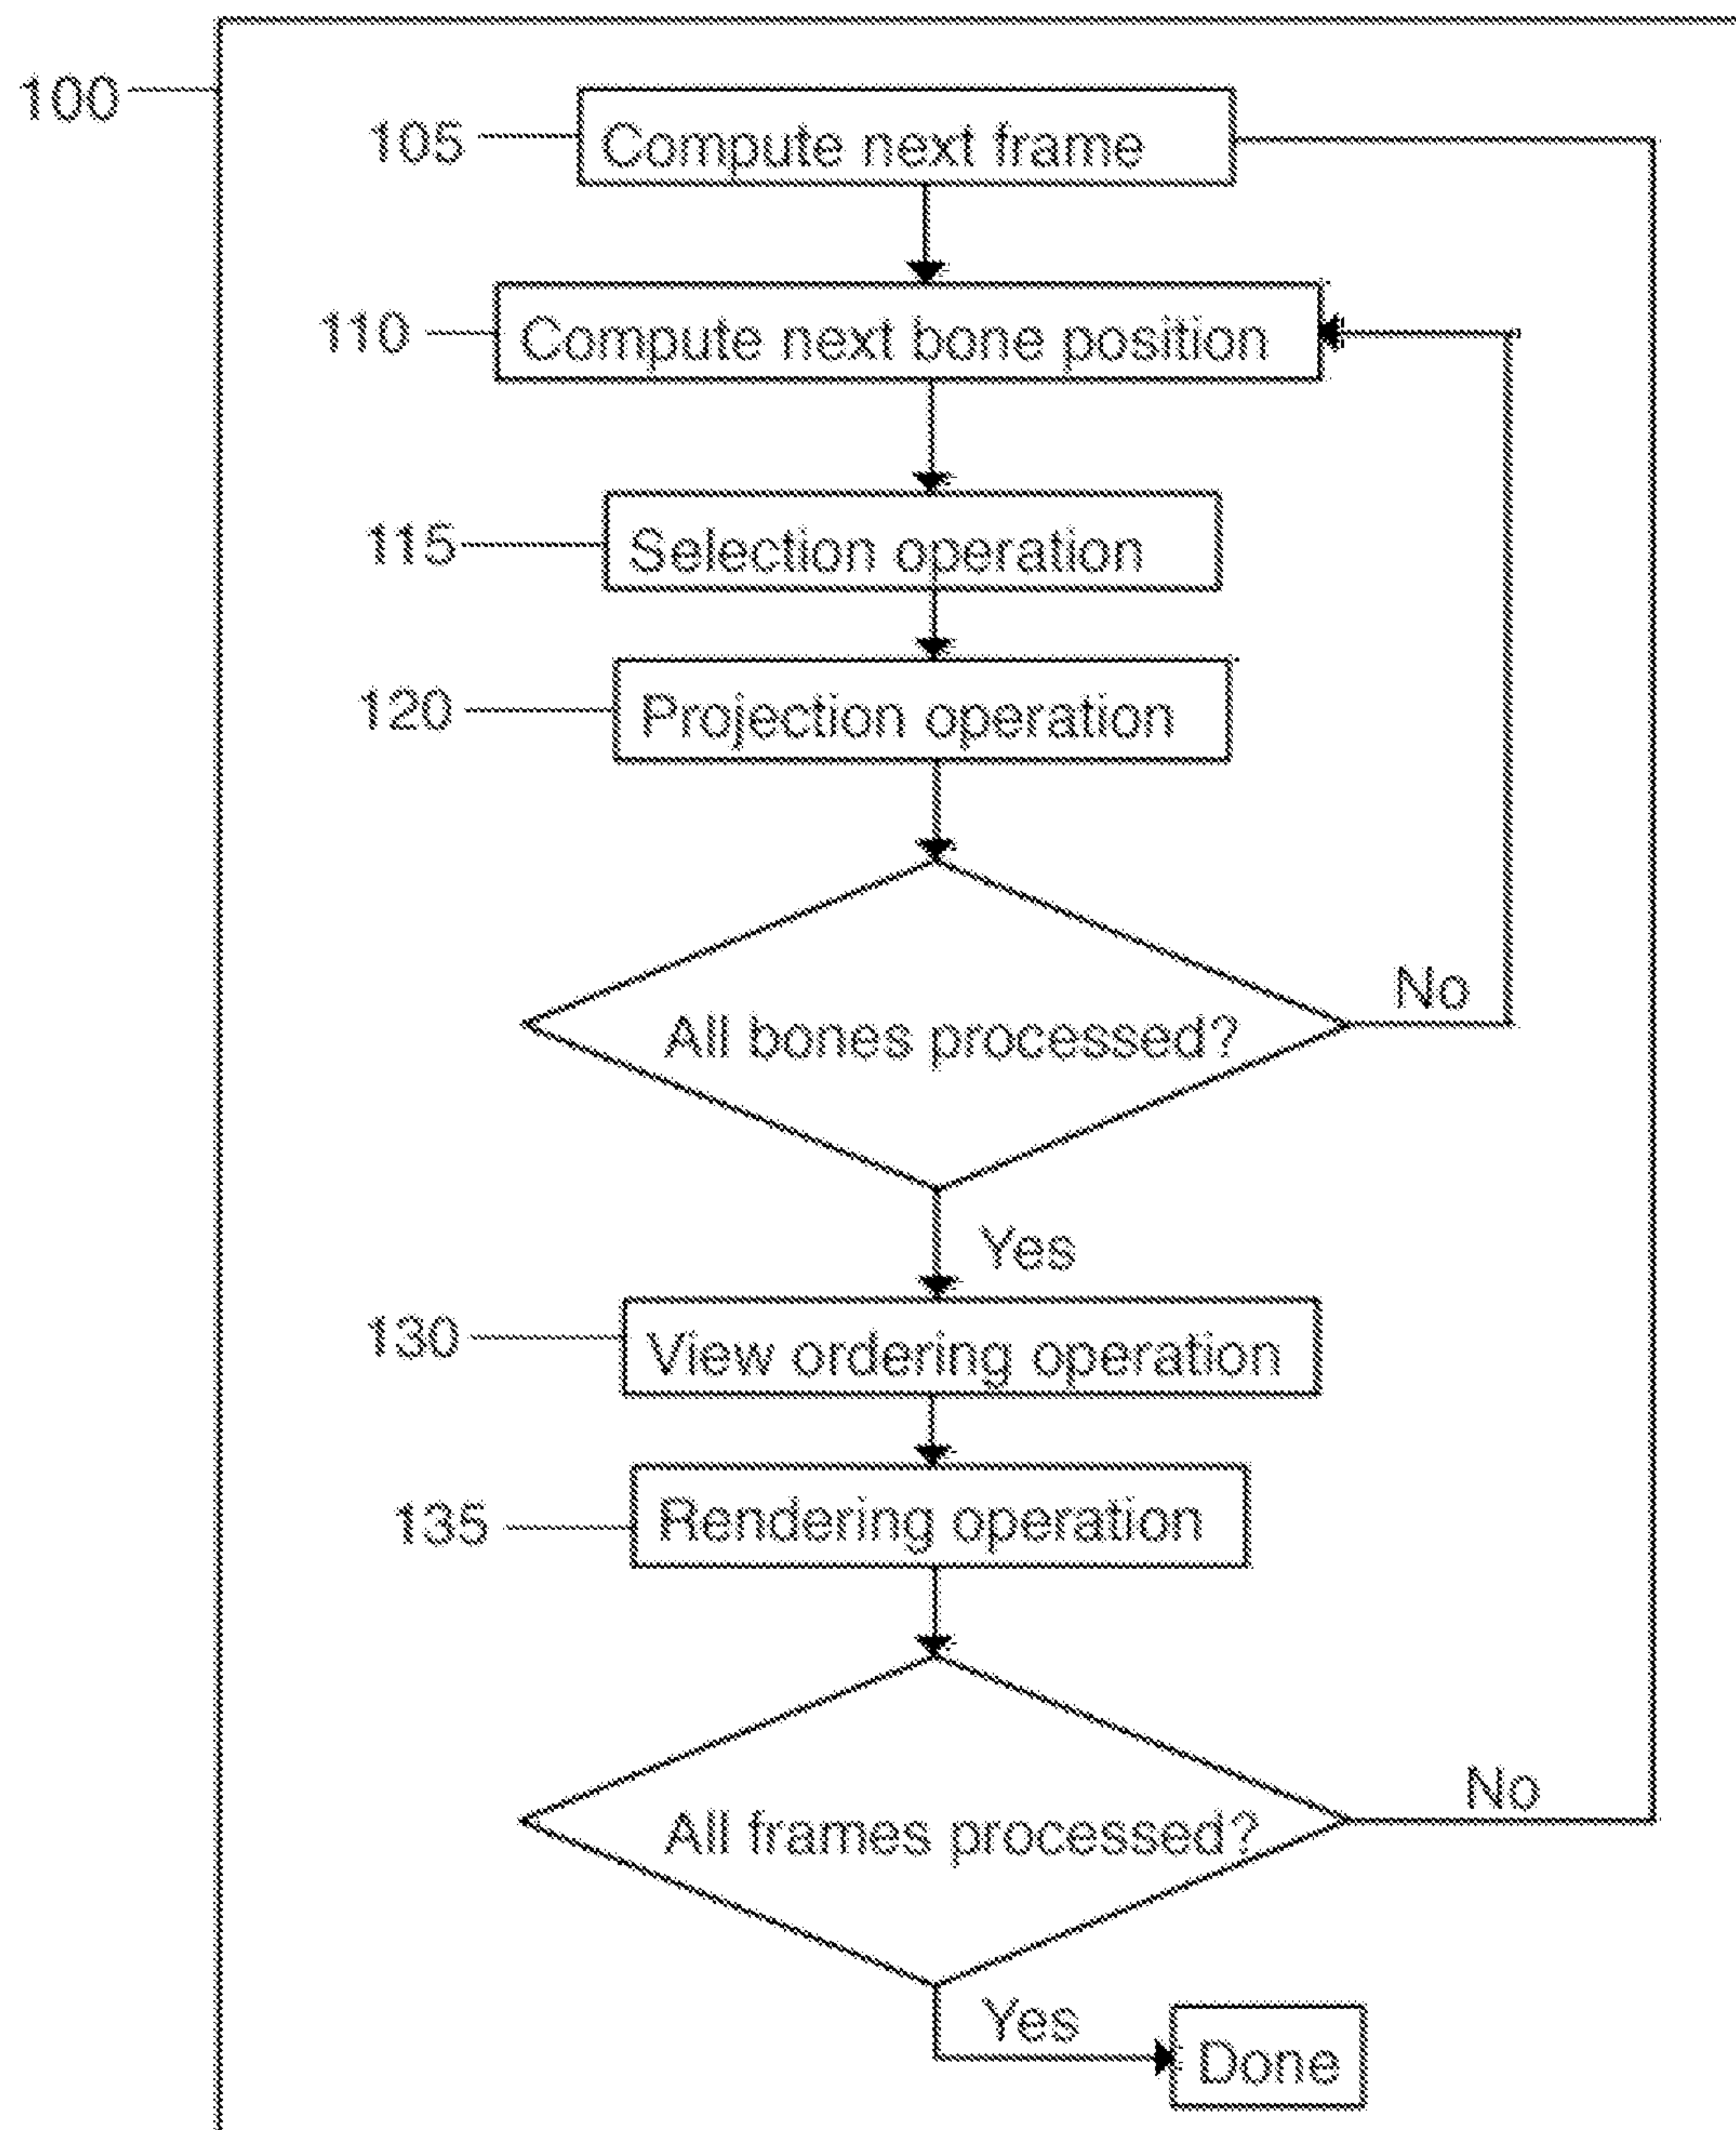 100
105 Compute next frame
110 Compute next bone position
115 Selection operation
120 Projection operation
No
All bones processed?
Yes
130 View ordering operation
135 Rendering operation
No
All frames processed?
Yes
Done